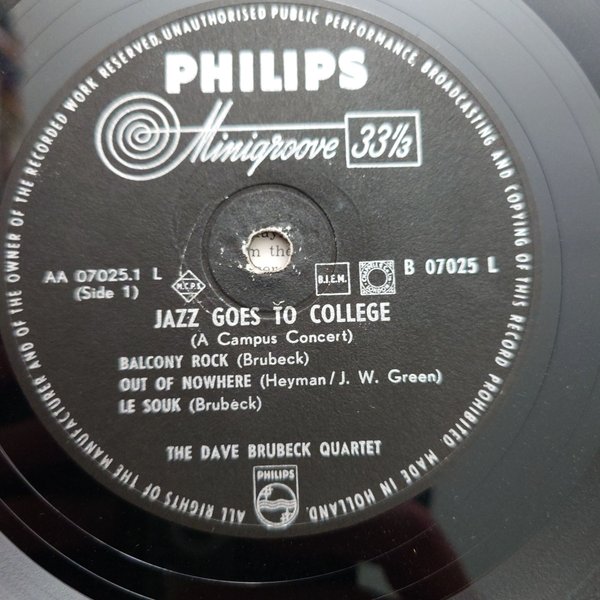 ALL RIGHTS OF THE MANUFACTURER AND OF THE OWNER OF THE RECORDED WORK RESERVED. UNAUTHORISED PUBLIC PERFORMANCE, BROADCASTING AND COPYING OF THIS RECORD PROHIBITED. MADE IN HOLLAND.
PHILIPS
Minigroove 33⅓
m the
AA 07025.1 L
(Side 1)
M.C.P.S.
B.I.E.M.
B 07025 L
JAZZ GOES TO COLLEGE
(A Campus Concert)
BALCONY ROCK (Brubeck)
OUT OF NOWHERE (Heyman/J. W. Green)
LE SOUK (Brubeck)
THE DAVE BRUBECK QUARTET
PHILIPS